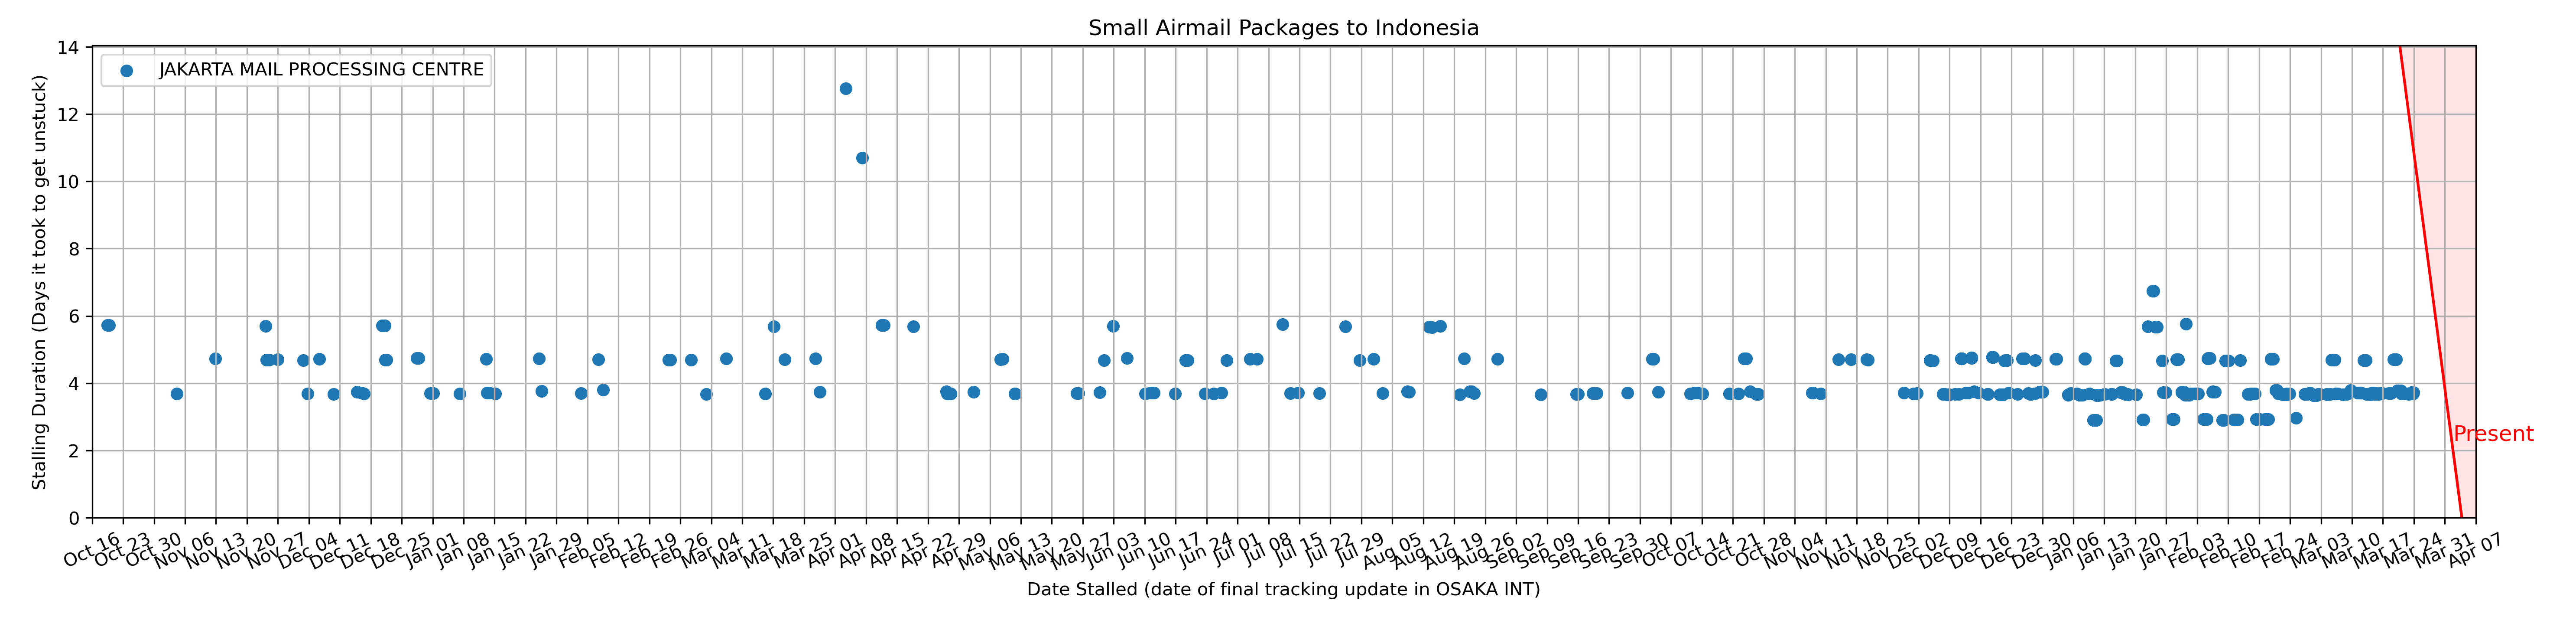 Small Airmail Packages to Indonesia
JAKARTA MAIL PROCESSING CENTRE
Stalling Duration (Days it took to get unstuck)
14
12
10
8
6
4
2
0
Present
Oct 16 Oct 23 Oct 30 Nov 06 Nov 13 Nov 20 Nov 27 Dec 04 Dec 11 Dec 18 Dec 25 Jan 01 Jan 08 Jan 15 Jan 22 Jan 29 Feb 05 Feb 12 Feb 19 Feb 26 Mar 04 Mar 11 Mar 18 Mar 25 Apr 01 Apr 08 Apr 15 Apr 22 Apr 29 May 06 May 13 May 20 May 27 Jun 03 Jun 10 Jun 17 Jun 24 Jul 01 Jul 08 Jul 15 Jul 22 Jul 29 Aug 05 Aug 12 Aug 19 Aug 26 Sep 02 Sep 09 Sep 16 Sep 23 Sep 30 Oct 07 Oct 14 Oct 21 Oct 28 Nov 04 Nov 11 Nov 18 Nov 25 Dec 02 Dec 09 Dec 16 Dec 23 Dec 30 Jan 06 Jan 13 Jan 20 Jan 27 Feb 03 Feb 10 Feb 17 Feb 24 Mar 03 Mar 10 Mar 17 Mar 24 Mar 31 Apr 07
Date Stalled (date of final tracking update in OSAKA INT)